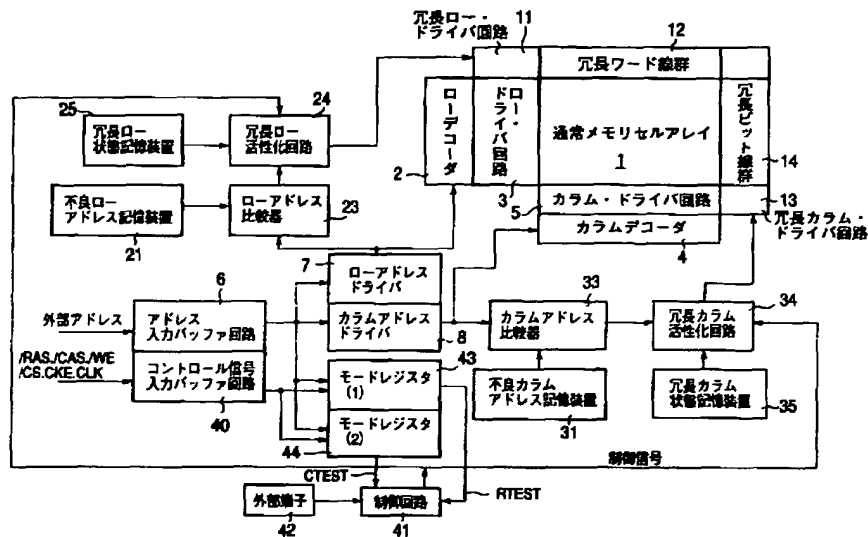 冗長ロー・
ドライバ回路
11
12
冗長ワード線群
25
24
冗長ロー
状態記憶装置
冗長ロー
活性化回路
ローデコーダ
ロー・
ドライバ回路
通常メモリセルアレイ
1
冗長ビット線群
14
2
不良ロー
アドレス記憶装置
ローアドレス
比較器
23
3
カラム・ドライバ回路
13
5
冗長カラム・
ドライバ回路
カラムデコーダ
21
4
7
ローアドレス
ドライバ
6
33
34
外部アドレス
アドレス
入力バッファ回路
カラムアドレス
ドライバ
カラムアドレス
比較器
冗長カラム
活性化回路
8
43
/RAS./CAS./WE
/CS.CKE.CLK
コントロール信号
入力バッファ回路
モードレジスタ
(1)
不良カラム
アドレス記憶装置
冗長カラム
状態記憶装置
40
モードレジスタ
(2)
31
35
44
制御信号
CTEST
RTEST
外部端子
制御回路
42
41